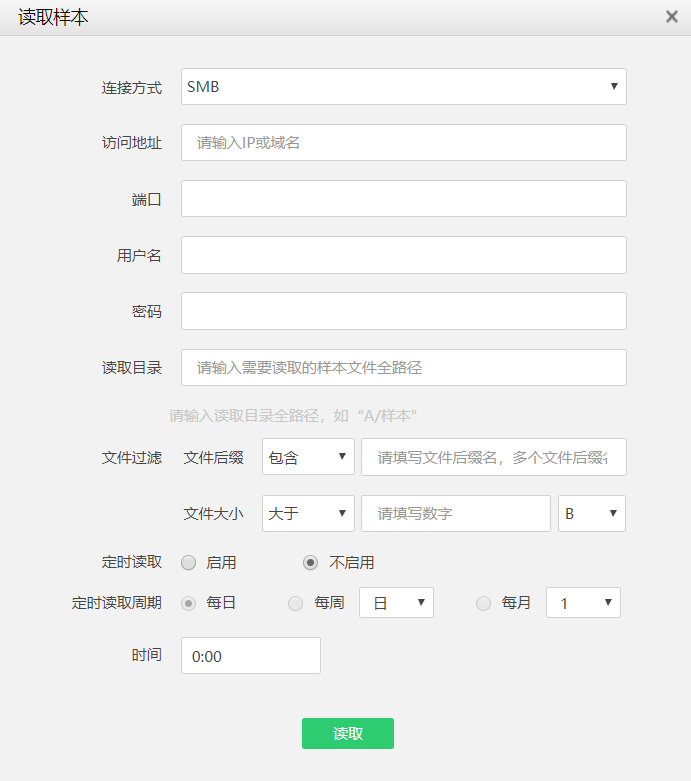 读取样本
连接方式 SMB
访问地址 请输入IP或域名
端口
用户名
密码
读取目录 请输入需要读取的样本文件全路径
请输入读取目录全路径，如“A/样本“
文件过滤 文件后缀 包含 请填写文件后缀名，多个文件后缀
文件大小 大于 请填写数字 B
定时读取 启用 不启用
定时读取周期 每日 每周 日 每月 1
时间 0:00
读取